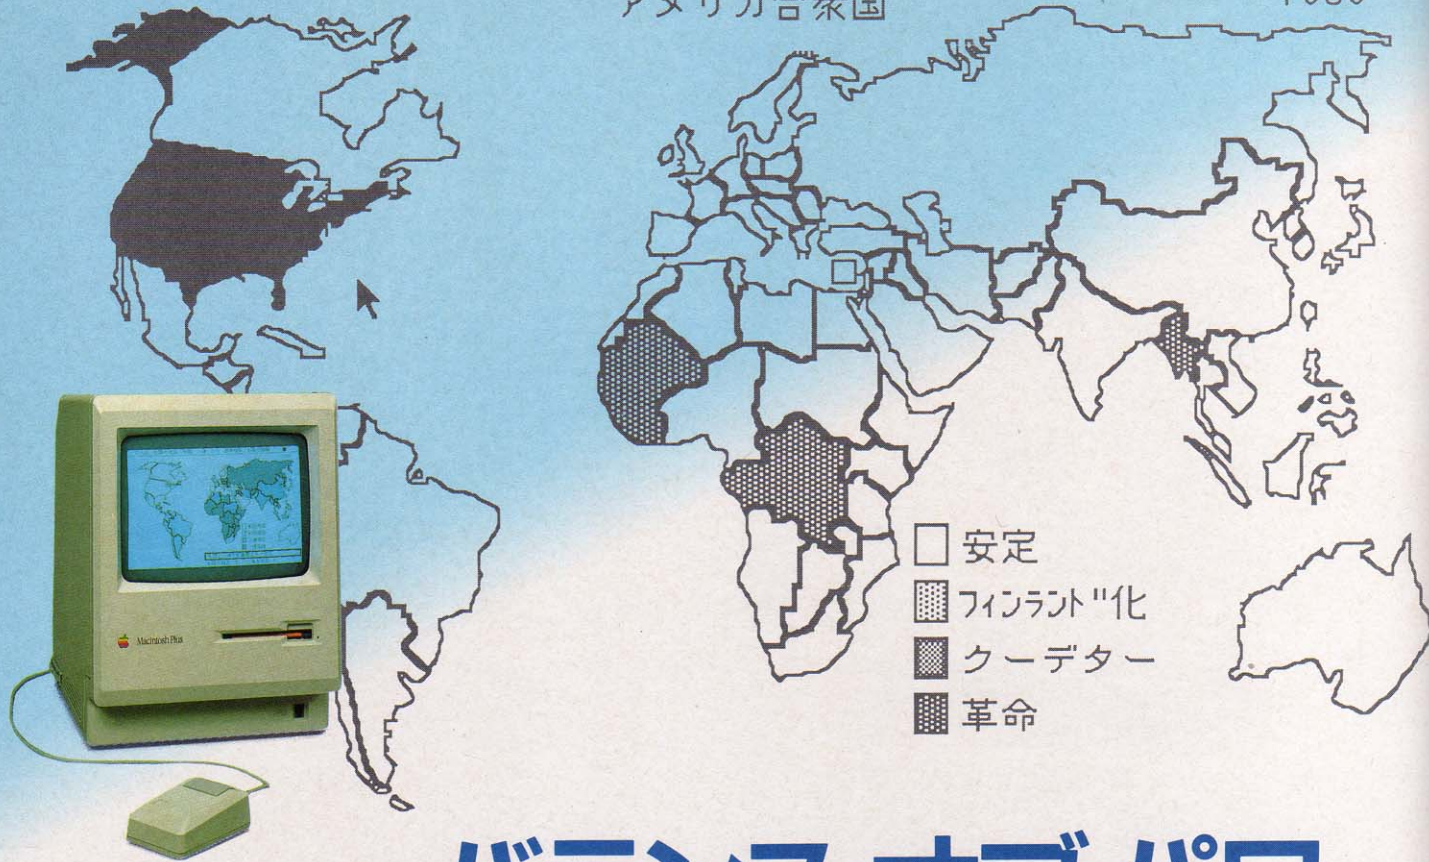 アメリカ合衆国
安定
フィンランド"化
クーデター
革命
Macintosh Plus
バランス・オブ・パワ